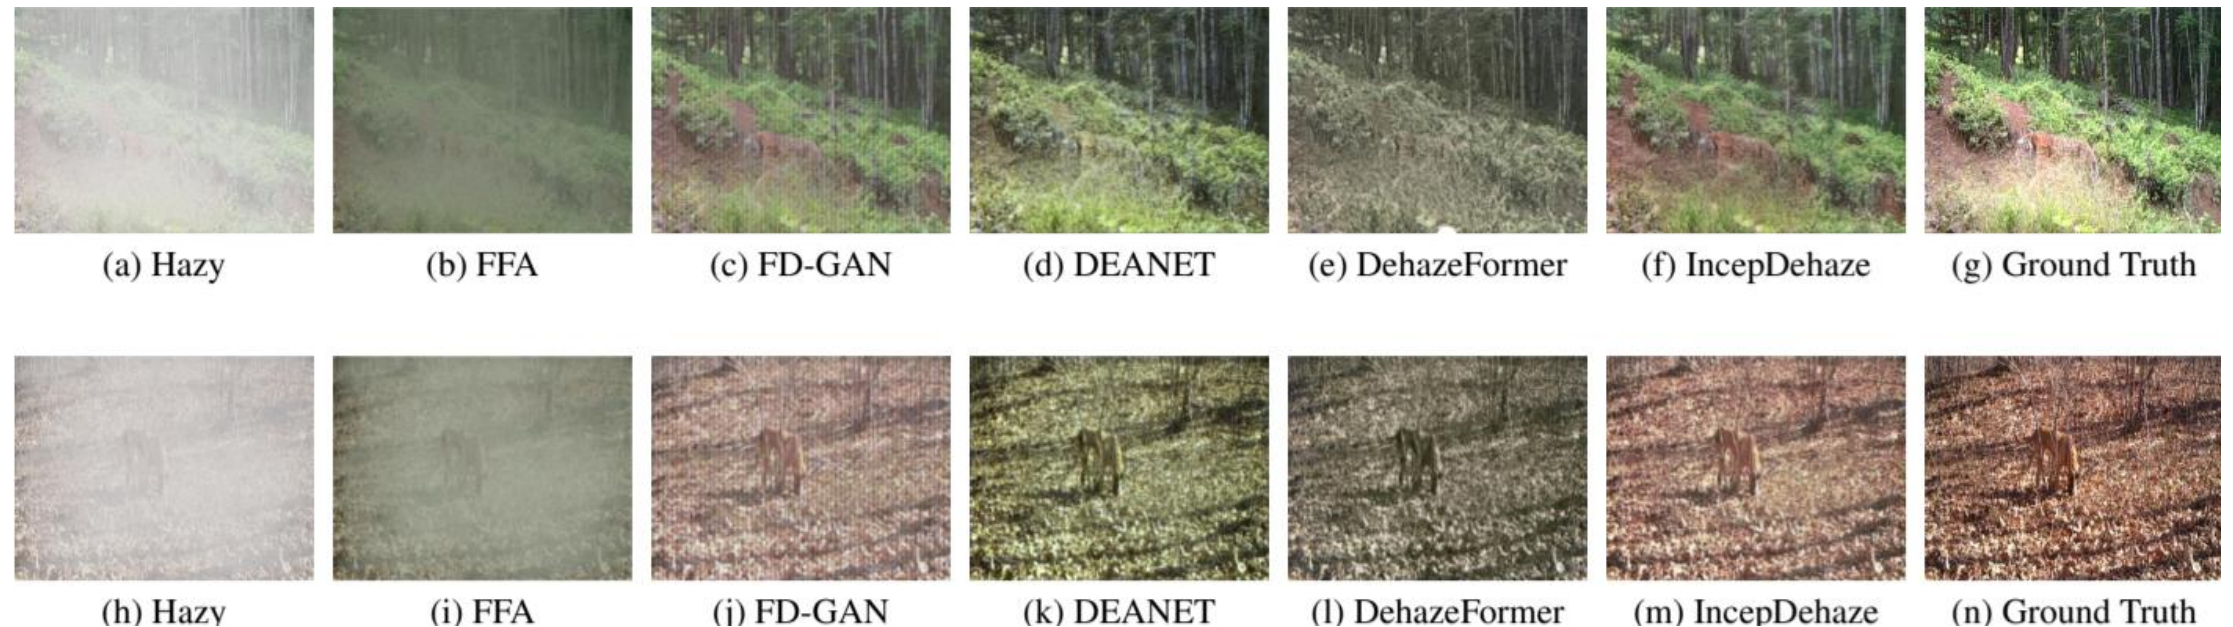 (a) Hazy (b) FFA (c) FD-GAN (d) DEANET (e) DehazeFormer (f) IncepDehaze (g) Ground Truth
(h) Hazy (i) FFA (j) FD-GAN (k) DEANET (l) DehazeFormer (m) IncepDehaze (n) Ground Truth